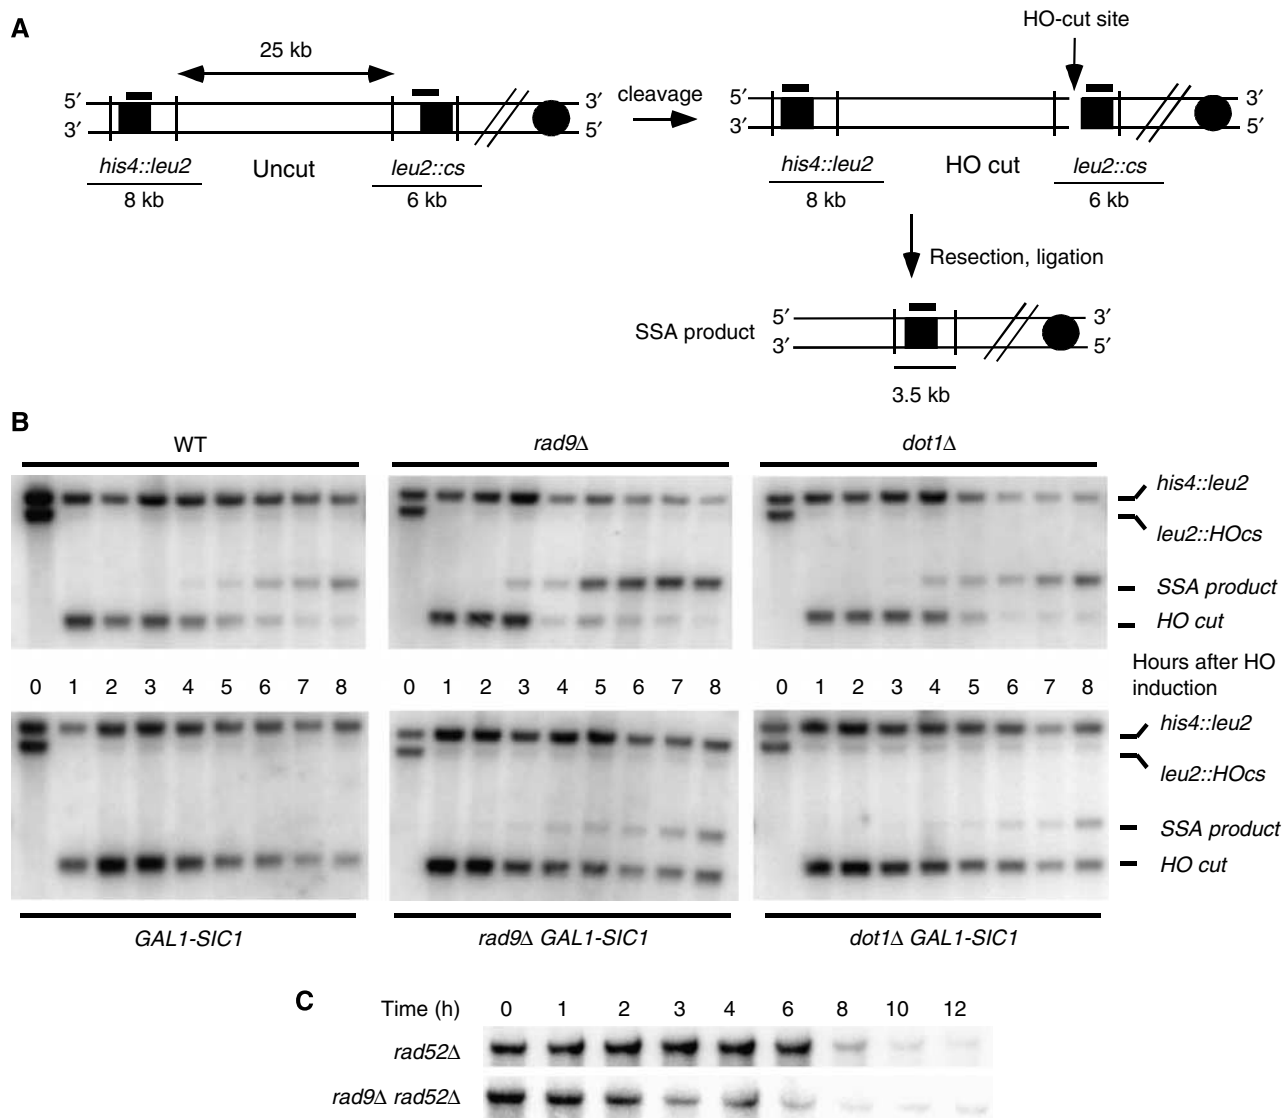 A
25 kb
5′ 3′
3′ 5′
his4::leu2 Uncut leu2::cs
8 kb 6 kb
cleavage
HO-cut site
5′ 3′
3′ 5′
his4::leu2 HO cut leu2::cs
8 kb 6 kb
Resection, ligation
SSA product
5′ 3′
3′ 5′
3.5 kb
B
WT rad9Δ dot1Δ
his4::leu2
leu2::HOcs
SSA product
HO cut
0 1 2 3 4 5 6 7 8 0 1 2 3 4 5 6 7 8 0 1 2 3 4 5 6 7 8
Hours after HO
induction
his4::leu2
leu2::HOcs
SSA product
HO cut
GAL1-SIC1 rad9Δ GAL1-SIC1 dot1Δ GAL1-SIC1
C
Time (h) 0 1 2 3 4 6 8 10 12
rad52Δ
rad9Δ rad52Δ